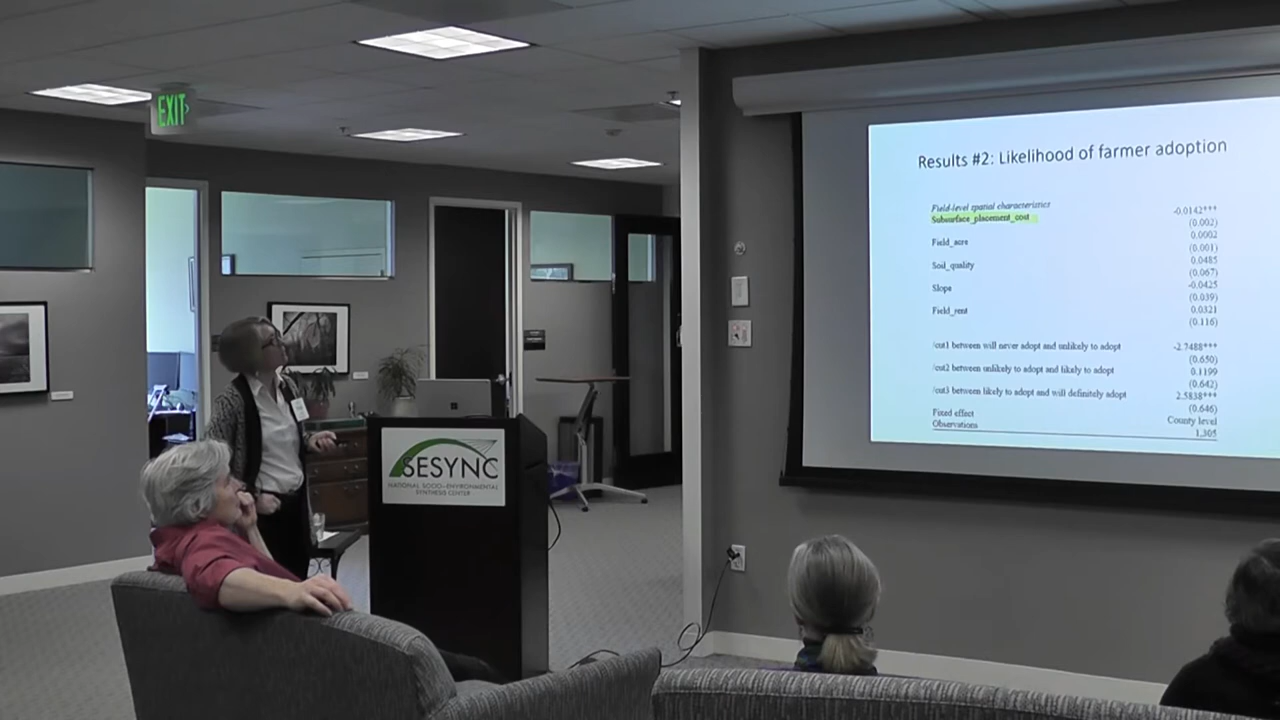 EXIT
Results #2: Likelihood of farmer adoption
Field-level spatial characteristics
Subsurface_placement_cost -0.0142***
(0.002)
Field_acre 0.0002
(0.001)
Soil_quality 0.0485
(0.067)
Slope -0.0425
(0.039)
Field_rent 0.0321
(0.116)
/cut1 between will never adopt and unlikely to adopt -2.7488***
(0.650)
/cut2 between unlikely to adopt and likely to adopt 0.1199
(0.642)
/cut3 between likely to adopt and will definitely adopt 2.5838***
(0.646)
Fixed effect County level
Observations 1,305
SESYNC
NATIONAL SOCIO-ENVIRONMENTAL
SYNTHESIS CENTER